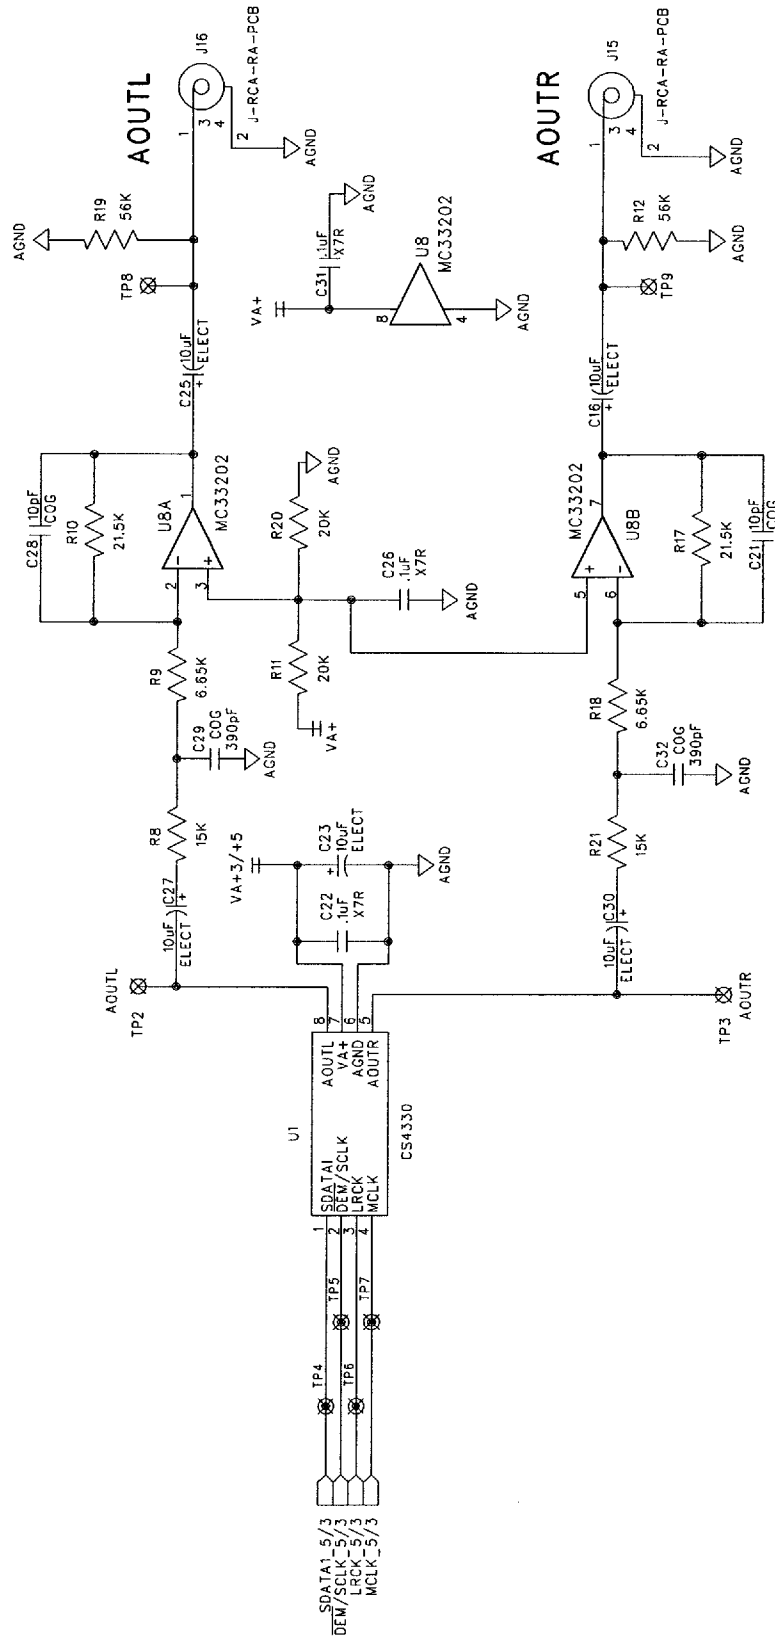 SDATA1_5/3
DEM/SCLK_5/3
LRCK_5/3
MCLK_5/3
TP4
TP5
TP6
TP7
1
2
3
4
U1
SDATAI
DEM/SCLK
LRCK
MCLK
AOUTL
VA+
AGND
AOUTR
CS4330
8
7
6
5
AOUTL
TP2
TP3
AOUTR
10uF
C27
+
ELECT
R8
15K
C29
COG
390pF
AGND
R9
6.65K
C28
10pF
COG
R10
21.5K
2
-
3
+
U8A
1
MC33202
C25
10uF
+
ELECT
TP8
AGND
R19
56K
AOUTL
1
3
4
2
J16
J-RCA-RA-PCB
AGND
VA+3/+5
C22
.1uF
X7R
+
C23
10uF
ELECT
AGND
VA+
R11
20K
R20
20K
AGND
C26
.1uF
X7R
AGND
VA+
C31
.1uF
X7R
AGND
8
U8
MC33202
4
AGND
10uF
C30
+
ELECT
R21
15K
C32
COG
390pF
AGND
R18
6.65K
5
+
6
-
MC33202
7
U8B
R17
21.5K
C21
10pF
COG
C16
10uF
+
ELECT
TP9
R12
56K
AGND
AOUTR
1
3
4
2
J15
J-RCA-RA-PCB
AGND